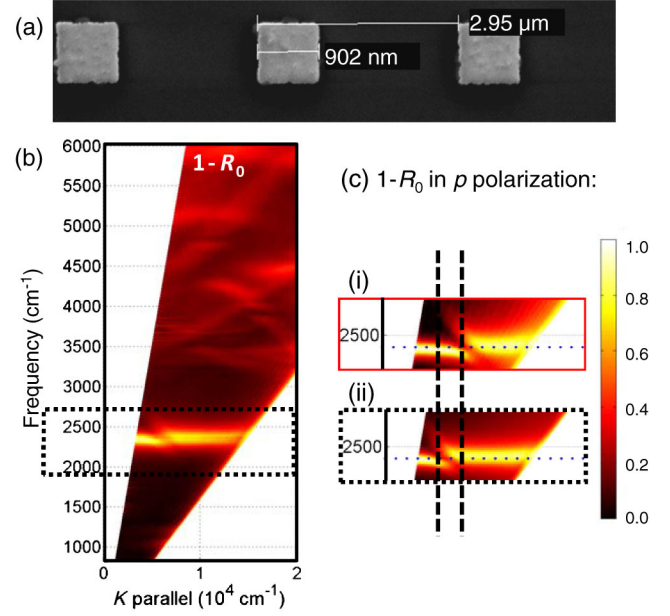 (a)
2.95 µm
902 nm
(b)
1-R₀
Frequency (cm⁻¹)
6000
5500
5000
4500
4000
3500
3000
2500
2000
1500
1000
0
1
2
K parallel (10⁴ cm⁻¹)
(c) 1-R₀ in p polarization:
(i)
2500
(ii)
2500
1.0
0.8
0.6
0.4
0.2
0.0